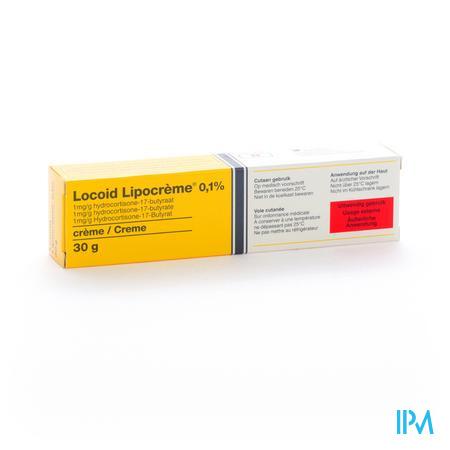 Locoid Lipocrème® 0,1%
1mg/g hydrocortisone-17-butyraat
1mg/g hydrocortisone-17-butyrate
1mg/g Hydrocortison-17-Butyrat
crème / Creme
30 g
Cutaan gebruik
Op medisch voorschrift
Bewaren beneden 25°C
Niet in de koelkast bewaren
Voie cutanée
Sur ordonnance médicale
A conserver à une température
ne dépassant pas 25°C
Ne pas mettre au réfrigérateur
Anwendung auf der Haut
Auf ärztlicher Vorschrift
Nicht über 25°C lagern
Nicht im Kühlschrank lagern
Uitwendig gebruik
Usage externe
Äußerliche
Anwendung
IPM